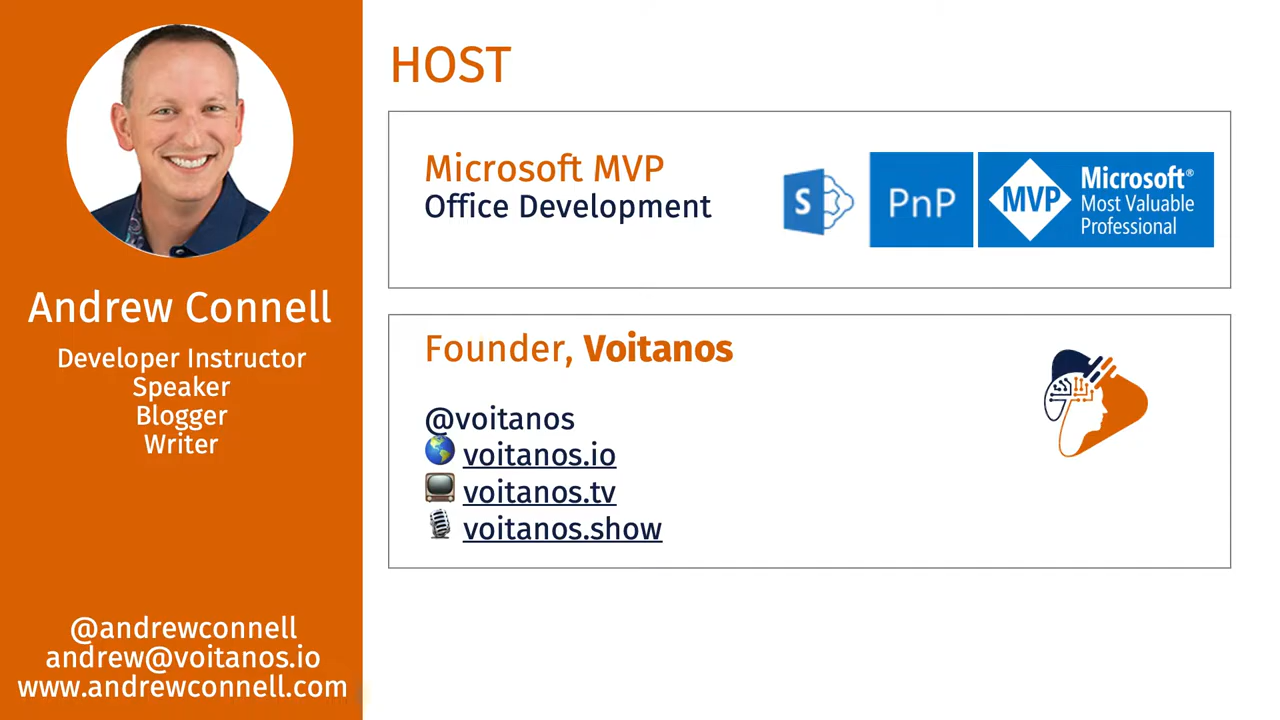 Andrew Connell
Developer Instructor
Speaker
Blogger
Writer
@andrewconnell
andrew@voitanos.io
www.andrewconnell.com
HOST
Microsoft MVP
Office Development
S
PnP
MVP
Microsoft®
Most Valuable
Professional
Founder, Voitanos
@voitanos
voitanos.io
voitanos.tv
voitanos.show